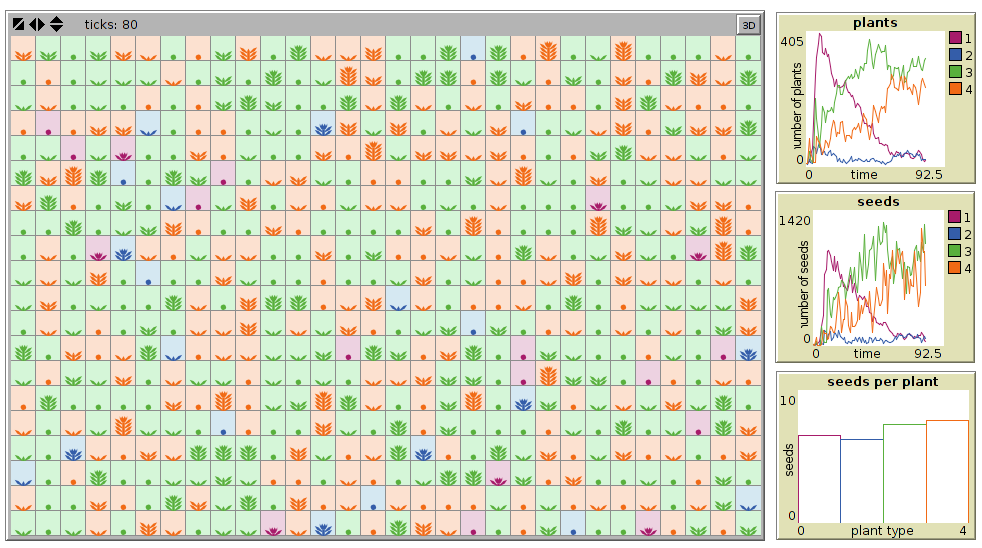 ticks: 80
3D
plants
405
number of plants
0
0
time
92.5
1
2
3
4
seeds
1420
number of seeds
0
0
time
92.5
1
2
3
4
seeds per plant
10
seeds
0
0
plant type
4